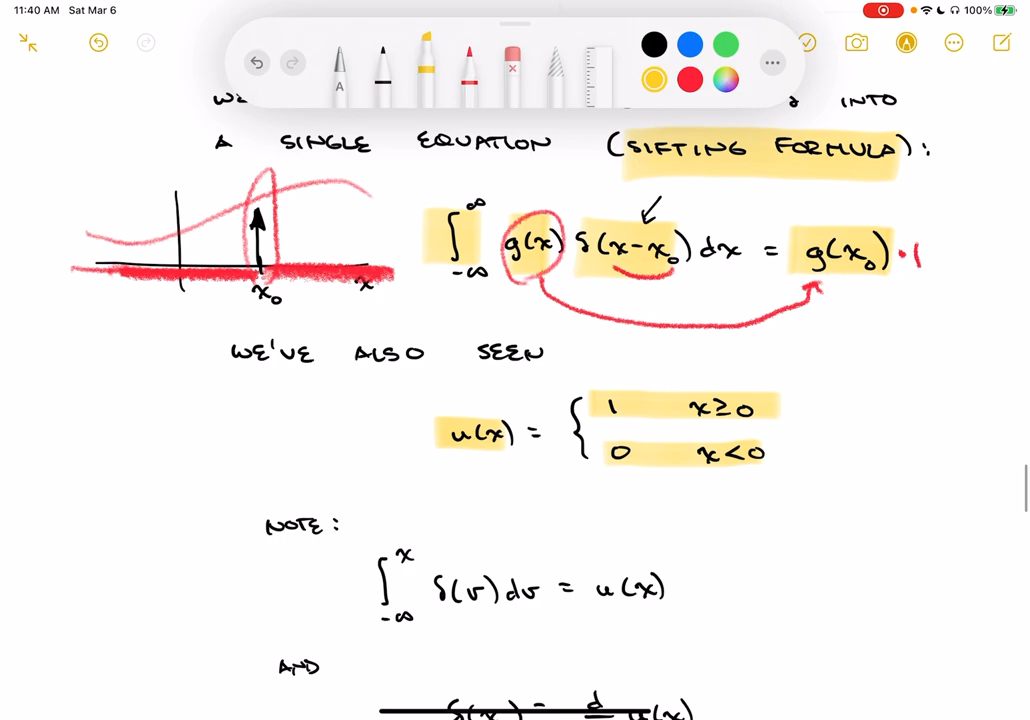 11:40 AM Sat Mar 6 100%
A
INTO
A SINGLE EQUATION (SIFTING FORMULA):
∫_{-∞}^{∞} g(x) δ(x-x₀) dx = g(x₀) · 1
x₀ x
WE'VE ALSO SEEN
u(x) = { 1 x ≥ 0
0 x < 0
NOTE:
∫_{-∞}^{x} δ(v) dv = u(x)
AND
δ(x) = d u(x)